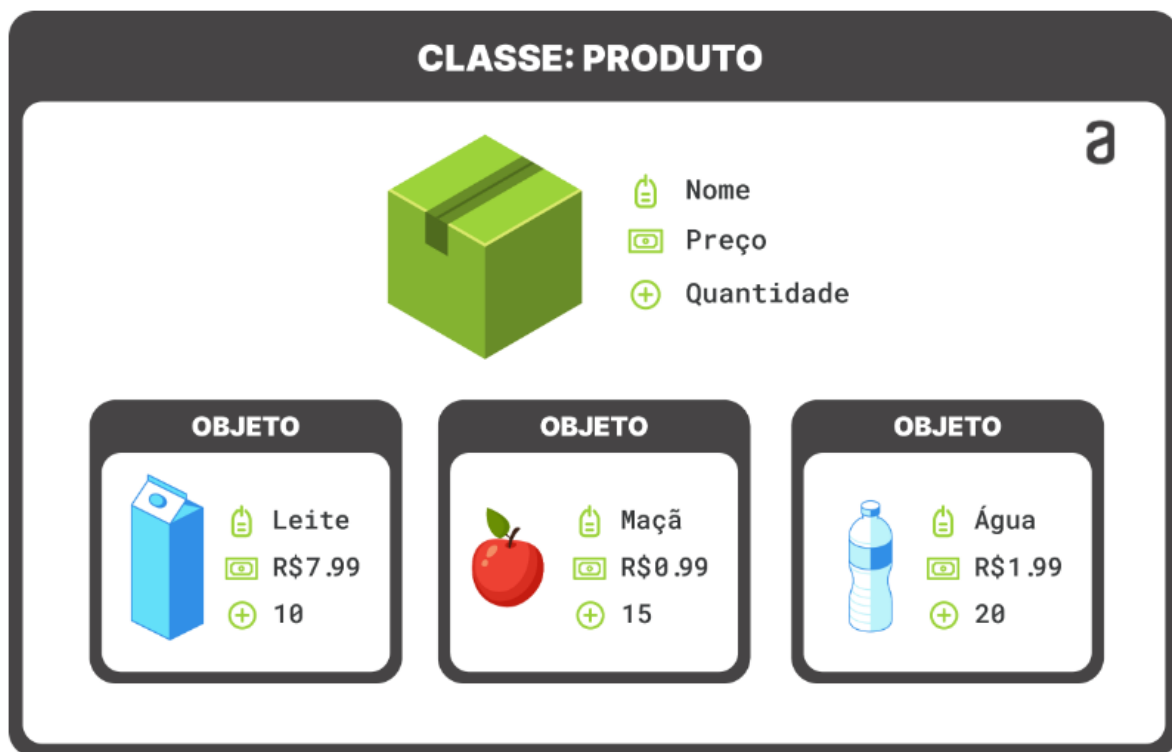 CLASSE: PRODUTO
a
Nome
Preço
Quantidade
OBJETO
Leite
R$7.99
10
OBJETO
Maçã
R$0.99
15
OBJETO
Água
R$1.99
20